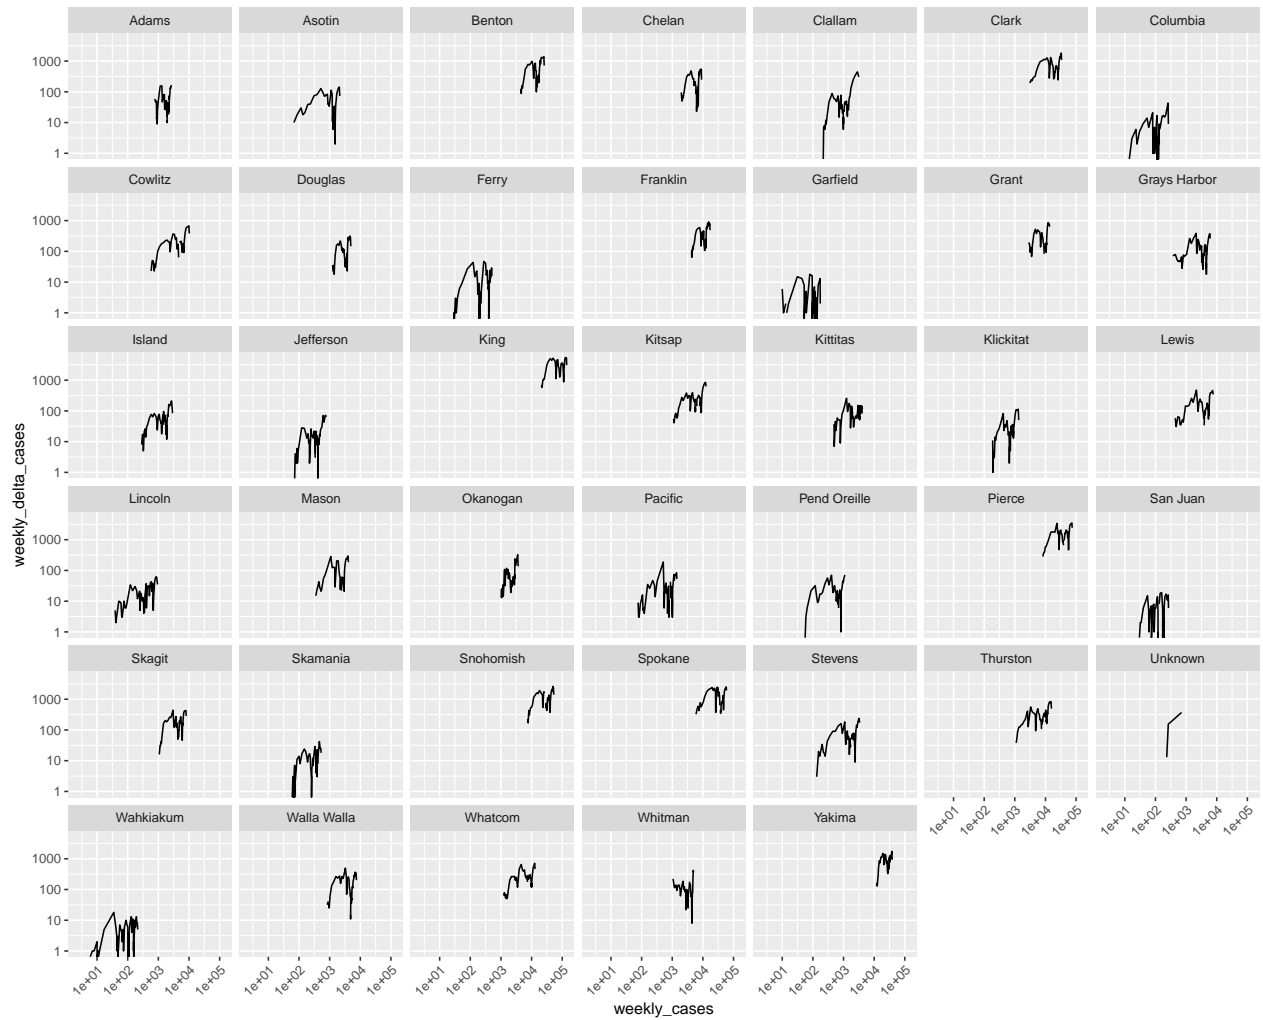 Adams Asotin Benton Chelan Clallam Clark Columbia
1000
100
10
1
Cowlitz Douglas Ferry Franklin Garfield Grant Grays Harbor
1000
100
10
1
Island Jefferson King Kitsap Kittitas Klickitat Lewis
1000
100
10
1
weekly_delta_cases
Lincoln Mason Okanogan Pacific Pend Oreille Pierce San Juan
1000
100
10
1
Skagit Skamania Snohomish Spokane Stevens Thurston Unknown
1000
100
10
1
1e+01 1e+02 1e+03 1e+04 1e+05 1e+01 1e+02 1e+03 1e+04 1e+05
Wahkiakum Walla Walla Whatcom Whitman Yakima
1000
100
10
1
1e+01 1e+02 1e+03 1e+04 1e+05 1e+01 1e+02 1e+03 1e+04 1e+05 1e+01 1e+02 1e+03 1e+04 1e+05 1e+01 1e+02 1e+03 1e+04 1e+05 1e+01 1e+02 1e+03 1e+04 1e+05
weekly_cases